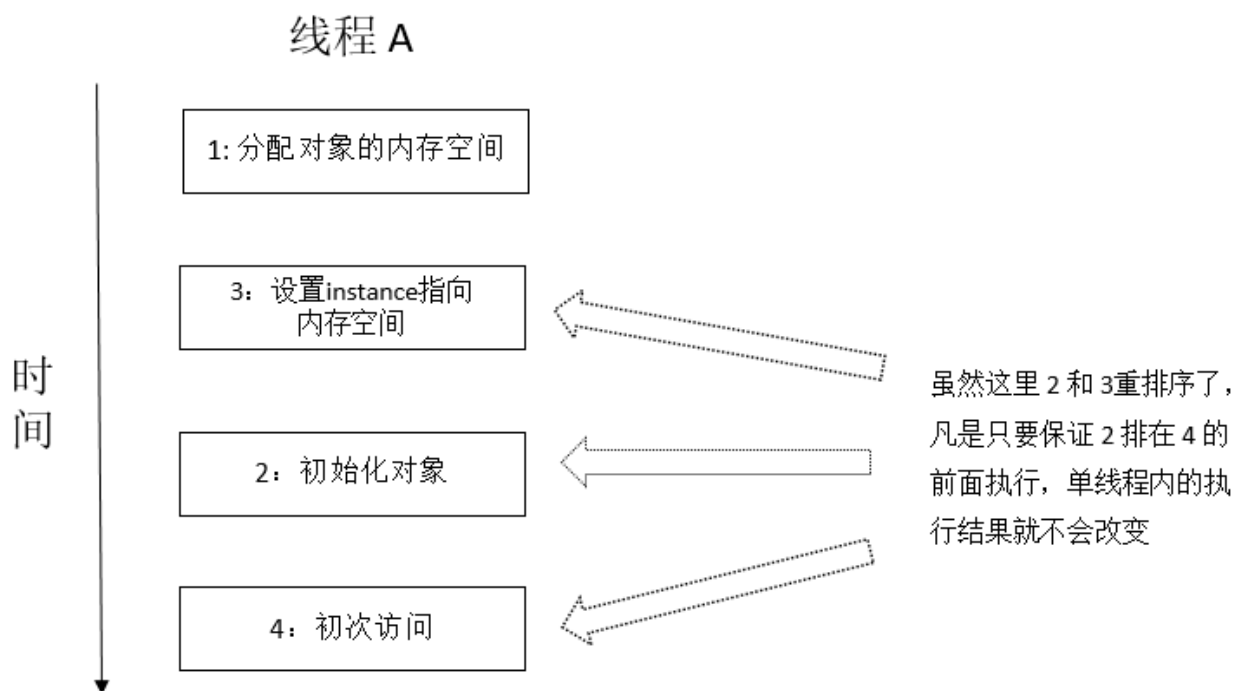 线程 A
1: 分配对象的内存空间
3：设置instance指向
内存空间
时
间
2：初始化对象
4：初次访问
虽然这里 2 和 3重排序了，
凡是只要保证 2 排在 4 的
前面执行，单线程内的执
行结果就不会改变